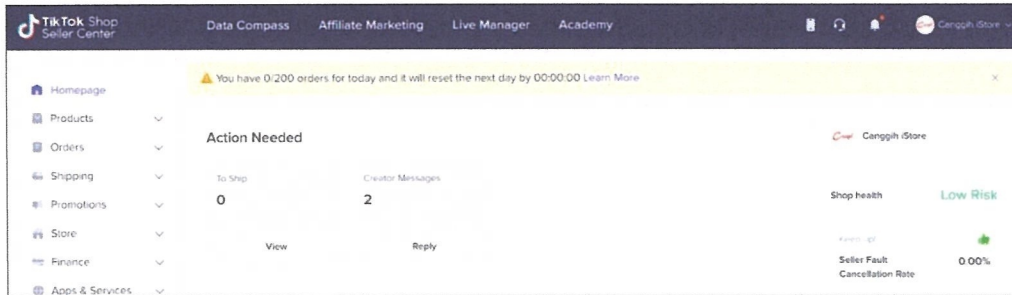 TikTok Shop
Seller Center
Data Compass
Affiliate Marketing
Live Manager
Academy
Canggih iStore
You have 0/200 orders for today and it will reset the next day by 00:00:00 Learn More
Homepage
Products
Orders
Shipping
Promotions
Store
Finance
Apps & Services
Action Needed
To Ship
0
View
Creator Messages
2
Reply
Canggih iStore
Shop health
Low Risk
Seller Fault
Cancellation Rate
0.00%